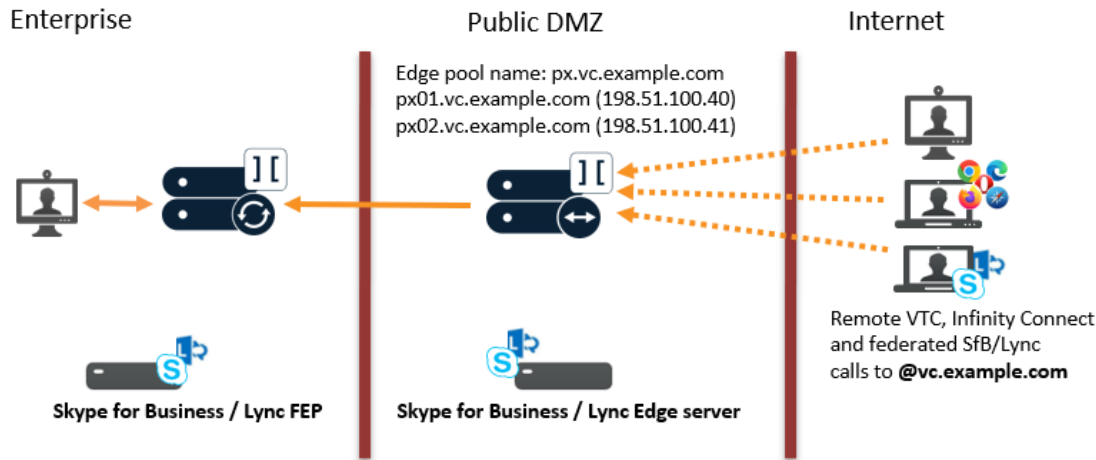 Enterprise
Public DMZ
Internet
Edge pool name: px.vc.example.com
px01.vc.example.com (198.51.100.40)
px02.vc.example.com (198.51.100.41)
Remote VTC, Infinity Connect
and federated SfB/Lync
calls to @vc.example.com
Skype for Business / Lync FEP
Skype for Business / Lync Edge server